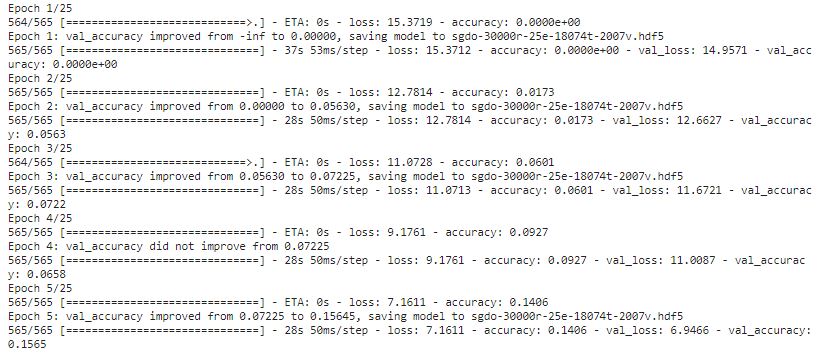 Epoch 1/25
564/565 [============================>.] - ETA: 0s - loss: 15.3719 - accuracy: 0.0000e+00
Epoch 1: val_accuracy improved from -inf to 0.00000, saving model to sgdo-30000r-25e-18074t-2007v.hdf5
565/565 [==============================] - 37s 53ms/step - loss: 15.3712 - accuracy: 0.0000e+00 - val_loss: 14.9571 - val_acc
uracy: 0.0000e+00
Epoch 2/25
565/565 [==============================] - ETA: 0s - loss: 12.7814 - accuracy: 0.0173
Epoch 2: val_accuracy improved from 0.00000 to 0.05630, saving model to sgdo-30000r-25e-18074t-2007v.hdf5
565/565 [==============================] - 28s 50ms/step - loss: 12.7814 - accuracy: 0.0173 - val_loss: 12.6627 - val_accurac
y: 0.0563
Epoch 3/25
564/565 [============================>.] - ETA: 0s - loss: 11.0728 - accuracy: 0.0601
Epoch 3: val_accuracy improved from 0.05630 to 0.07225, saving model to sgdo-30000r-25e-18074t-2007v.hdf5
565/565 [==============================] - 28s 50ms/step - loss: 11.0713 - accuracy: 0.0601 - val_loss: 11.6721 - val_accurac
y: 0.0722
Epoch 4/25
565/565 [==============================] - ETA: 0s - loss: 9.1761 - accuracy: 0.0927
Epoch 4: val_accuracy did not improve from 0.07225
565/565 [==============================] - 28s 50ms/step - loss: 9.1761 - accuracy: 0.0927 - val_loss: 11.0087 - val_accurac
y: 0.0658
Epoch 5/25
565/565 [==============================] - ETA: 0s - loss: 7.1611 - accuracy: 0.1406
Epoch 5: val_accuracy improved from 0.07225 to 0.15645, saving model to sgdo-30000r-25e-18074t-2007v.hdf5
565/565 [==============================] - 28s 50ms/step - loss: 7.1611 - accuracy: 0.1406 - val_loss: 6.9466 - val_accuracy:
0.1565